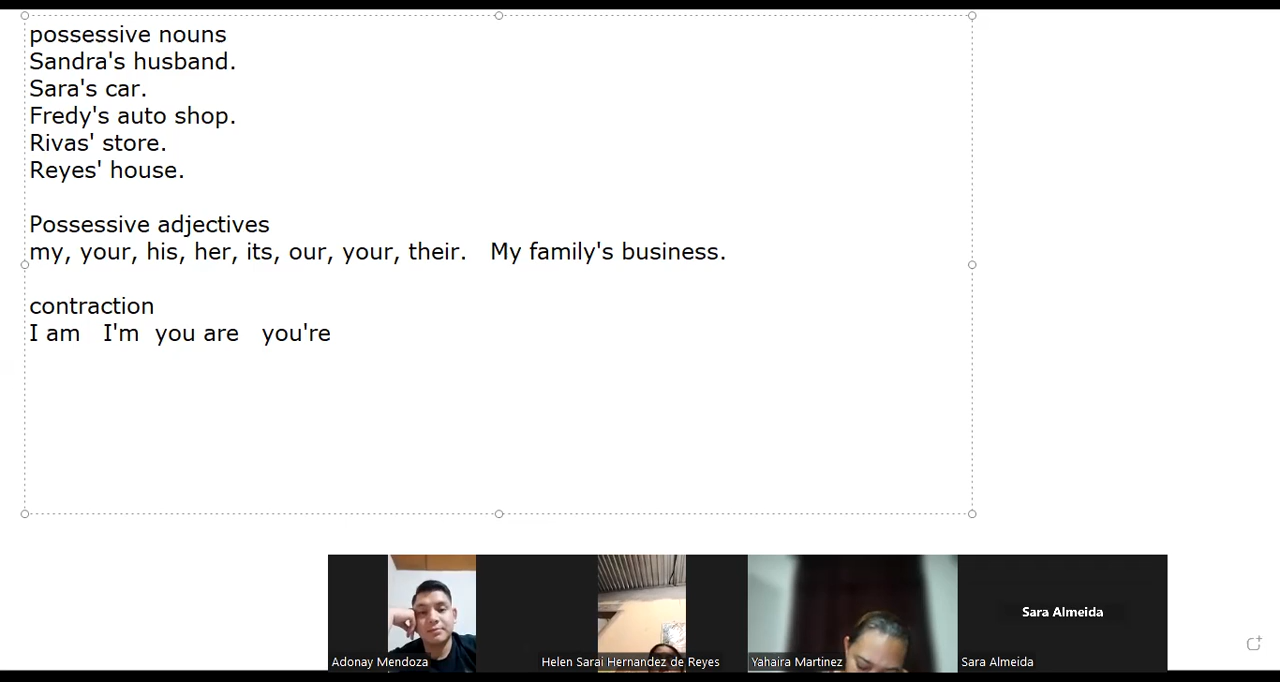 possessive nouns
Sandra's husband.
Sara's car.
Fredy's auto shop.
Rivas' store.
Reyes' house.
Possessive adjectives
my, your, his, her, its, our, your, their.   My family's business.
contraction
I am   I'm  you are   you're
Sara Almeida
Adonay Mendoza
Helen Sarai Hernandez de Reyes
Yahaira Martinez
Sara Almeida